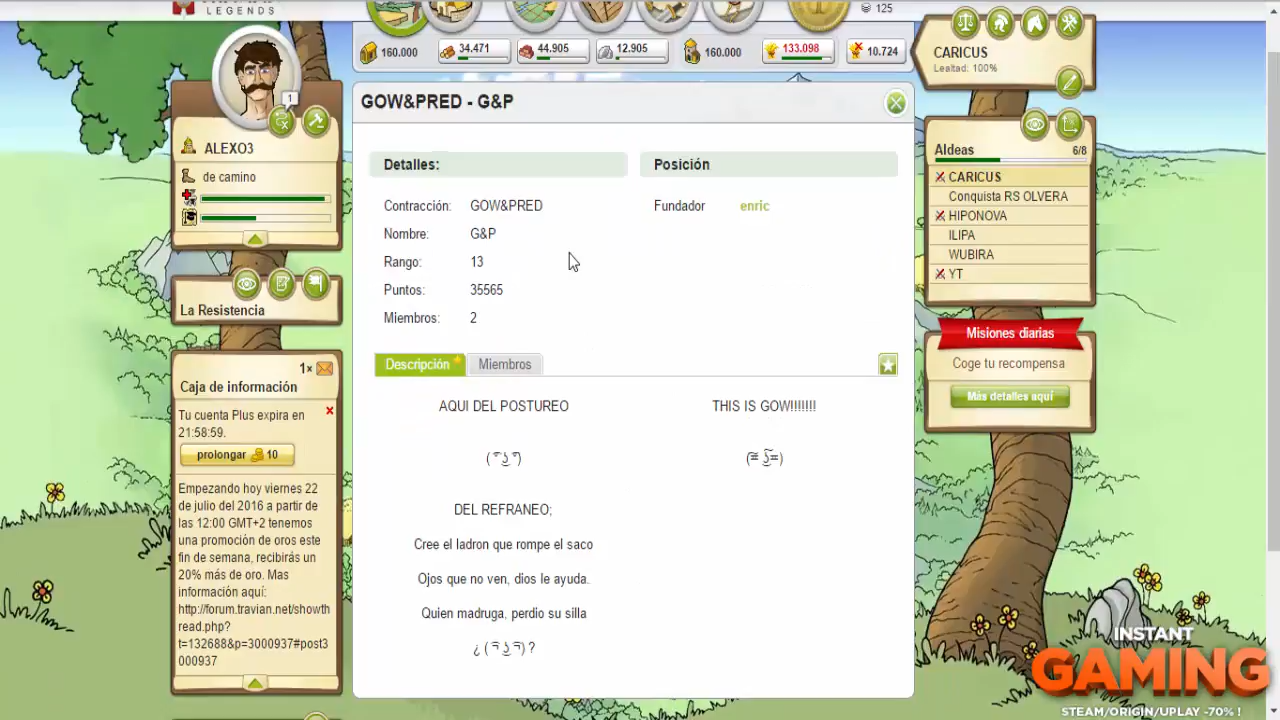 LEGENDS
125
160.000
34.471
44.905
12.905
160.000
133.098
10.724
CARICUS
Lealtad: 100%
1
ALEXO3
de camino
La Resistencia
1×
Caja de información
Tu cuenta Plus expira en
21:58:59.
prolongar 10
Empezando hoy viernes 22
de julio del 2016 a partir de
las 12:00 GMT+2 tenemos
una promoción de oros este
fin de semana, recibirás un
20% más de oro. Mas
información aquí:
http://forum.travian.net/showth
read.php?
t=132688&p=3000937#post3
000937
GOW&PRED - G&P
Detalles:
Contracción: GOW&PRED
Nombre: G&P
Rango: 13
Puntos: 35565
Miembros: 2
Posición
Fundador enric
Descripción
Miembros
AQUI DEL POSTUREO
( ͡° ͜ʖ ͡°)
DEL REFRANEO;
Cree el ladron que rompe el saco
Ojos que no ven, dios le ayuda.
Quien madruga, perdio su silla
THIS IS GOW!!!!!!!
Aldeas 6/8
CARICUS
Conquista RS OLVERA
HIPONOVA
ILIPA
WUBIRA
YT
Misiones diarias
Coge tu recompensa
Más detalles aquí
INSTANT
GAMING
STEAM/ORIGIN/UPLAY -70% !